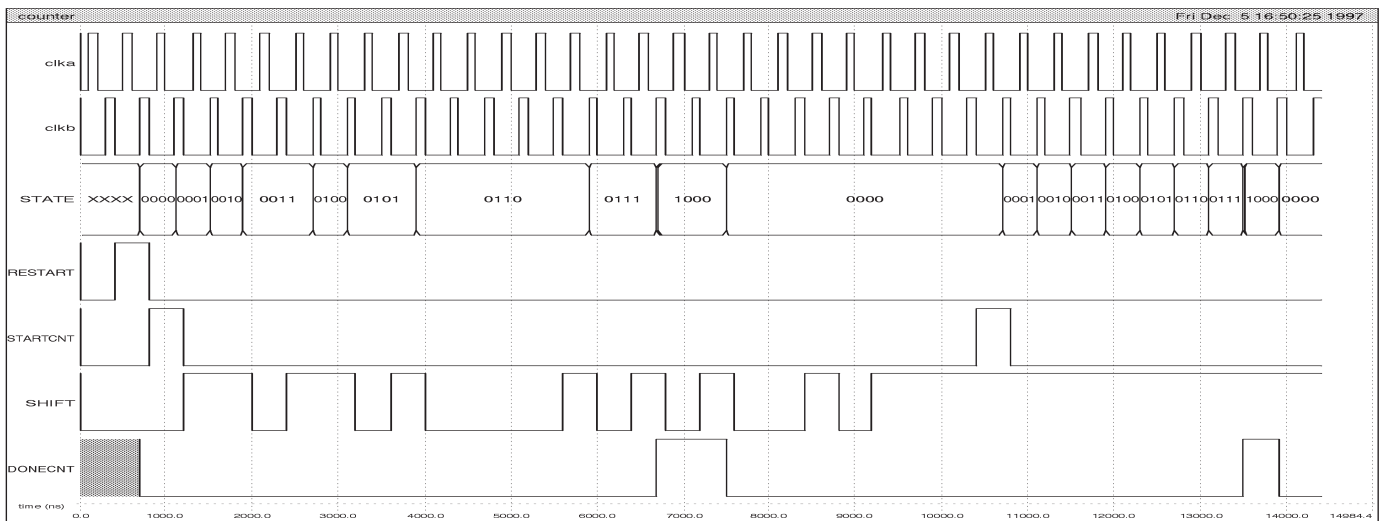 counter Fri Dec 5 16:50:25 1997
clka
clkb
STATE XXXX 0000 0001 0010 0011 0100 0101 0110 0111 1000 0000 0001 0010 0011 0100 0101 0110 0111 1000 0000
RESTART
STARTCNT
SHIFT
DONECNT
time (ns)
0.0 1000.0 2000.0 3000.0 4000.0 5000.0 6000.0 7000.0 8000.0 9000.0 10000.0 11000.0 12000.0 13000.0 14000.0 14984.4